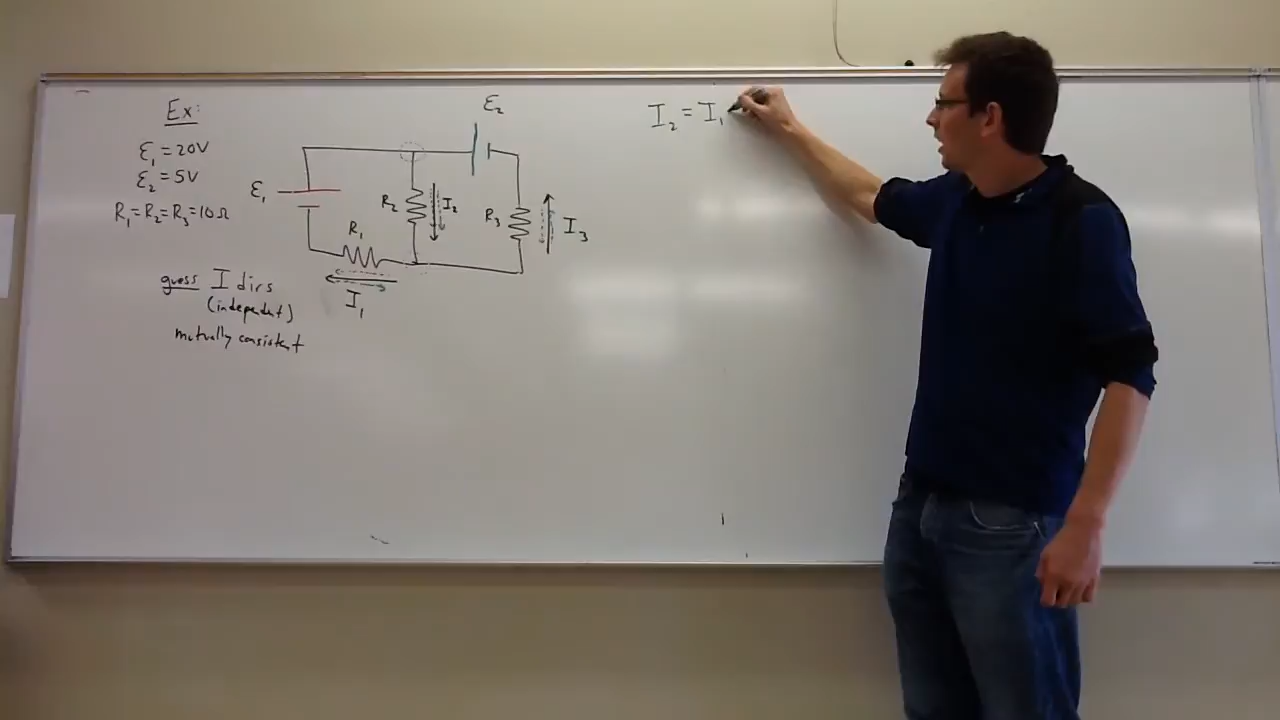 Ex:
ε₁ = 20V
ε₂ = 5V
R₁ = R₂ = R₃ = 10Ω
guess I dirs
(independent)
mutually consistent
ε₁
ε₂
R₂
I₂
R₃
I₃
R₁
I₁
I₂ = I₁